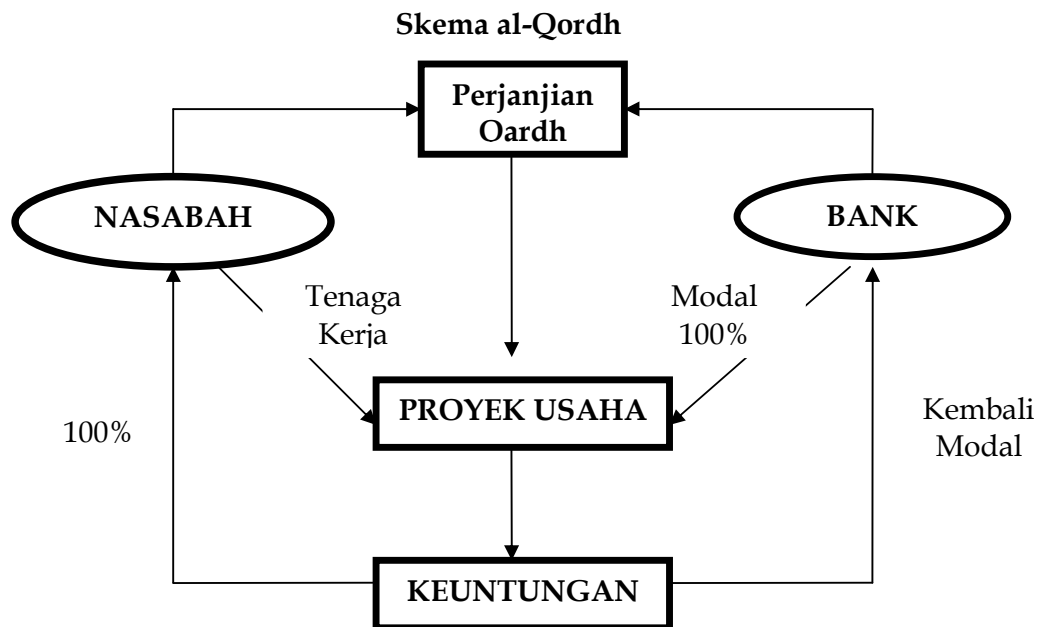 Skema al-Qordh
Perjanjian
Oardh
NASABAH
BANK
Tenaga
Kerja
Modal
100%
PROYEK USAHA
100%
Kembali
Modal
KEUNTUNGAN